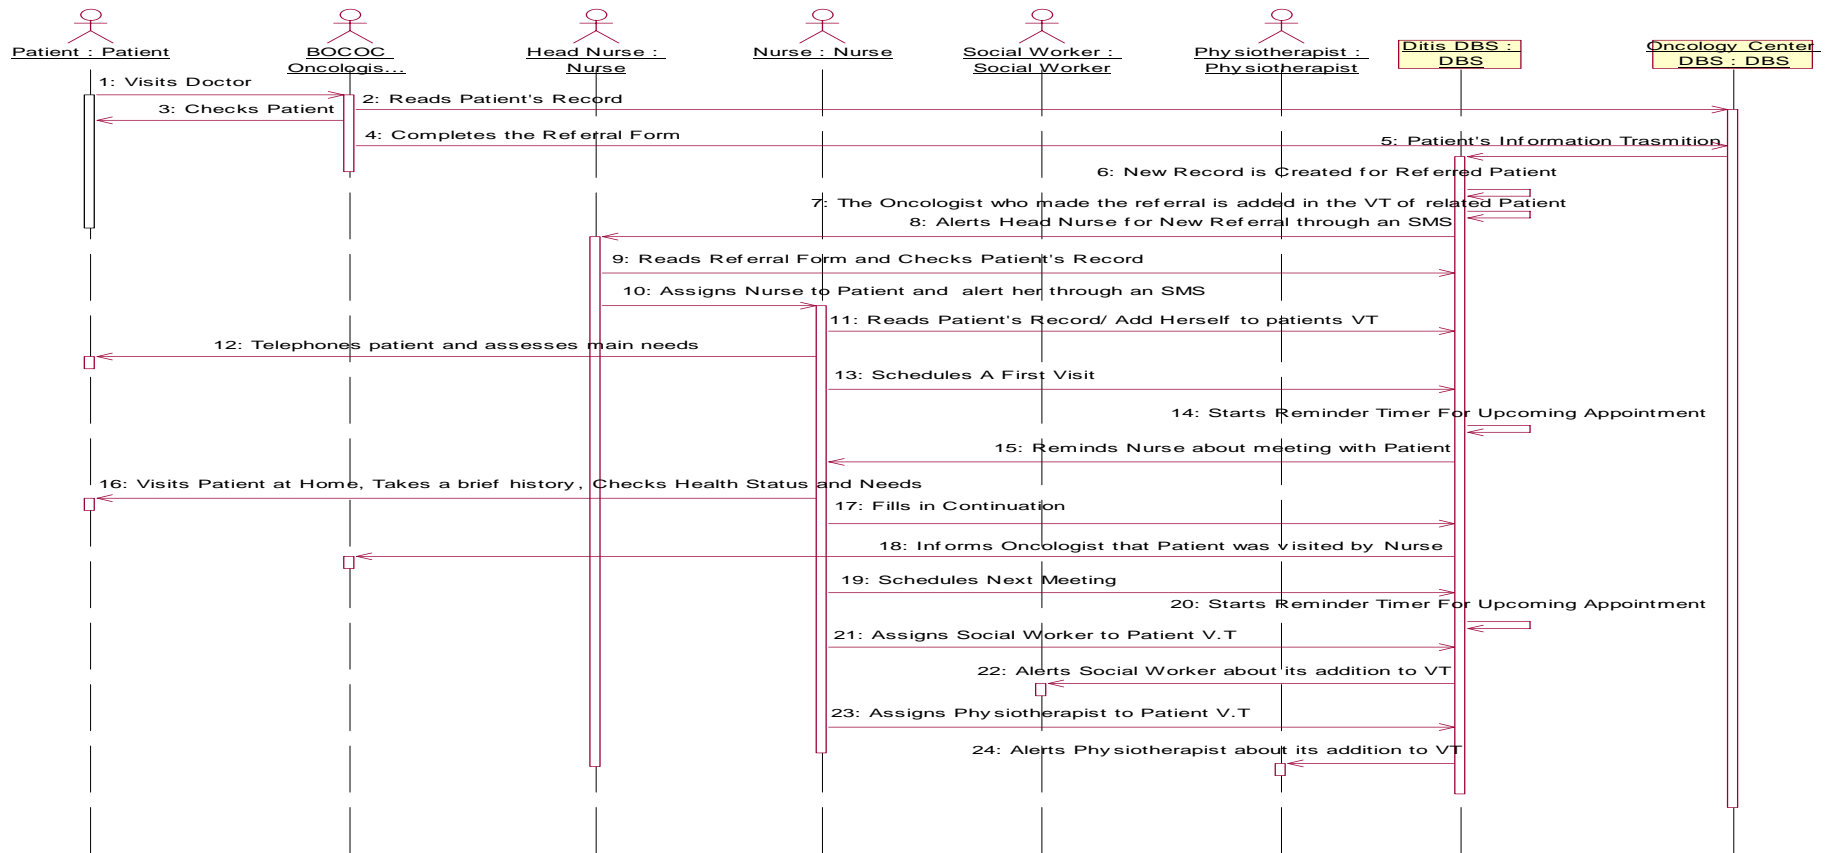 Patient : Patient
BOCOC
Oncologis...
Head Nurse :
Nurse
Nurse : Nurse
Social Worker :
Social Worker
Physiotherapist :
Physiotherapist
Ditis DBS :
DBS
Oncology Center
DBS : DBS
1: Visits Doctor
2: Reads Patient's Record
3: Checks Patient
4: Completes the Referral Form
5: Patient's Information Trasmition
6: New Record is Created for Referred Patient
7: The Oncologist who made the referral is added in the VT of related Patient
8: Alerts Head Nurse for New Referral through an SMS
9: Reads Referral Form and Checks Patient's Record
10: Assigns Nurse to Patient and alert her through an SMS
11: Reads Patient's Record/ Add Herself to patients VT
12: Telephones patient and assesses main needs
13: Schedules A First Visit
14: Starts Reminder Timer For Upcoming Appointment
15: Reminds Nurse about meeting with Patient
16: Visits Patient at Home, Takes a brief history, Checks Health Status and Needs
17: Fills in Continuation
18: Informs Oncologist that Patient was visited by Nurse
19: Schedules Next Meeting
20: Starts Reminder Timer For Upcoming Appointment
21: Assigns Social Worker to Patient V.T
22: Alerts Social Worker about its addition to VT
23: Assigns Physiotherapist to Patient V.T
24: Alerts Physiotherapist about its addition to VT